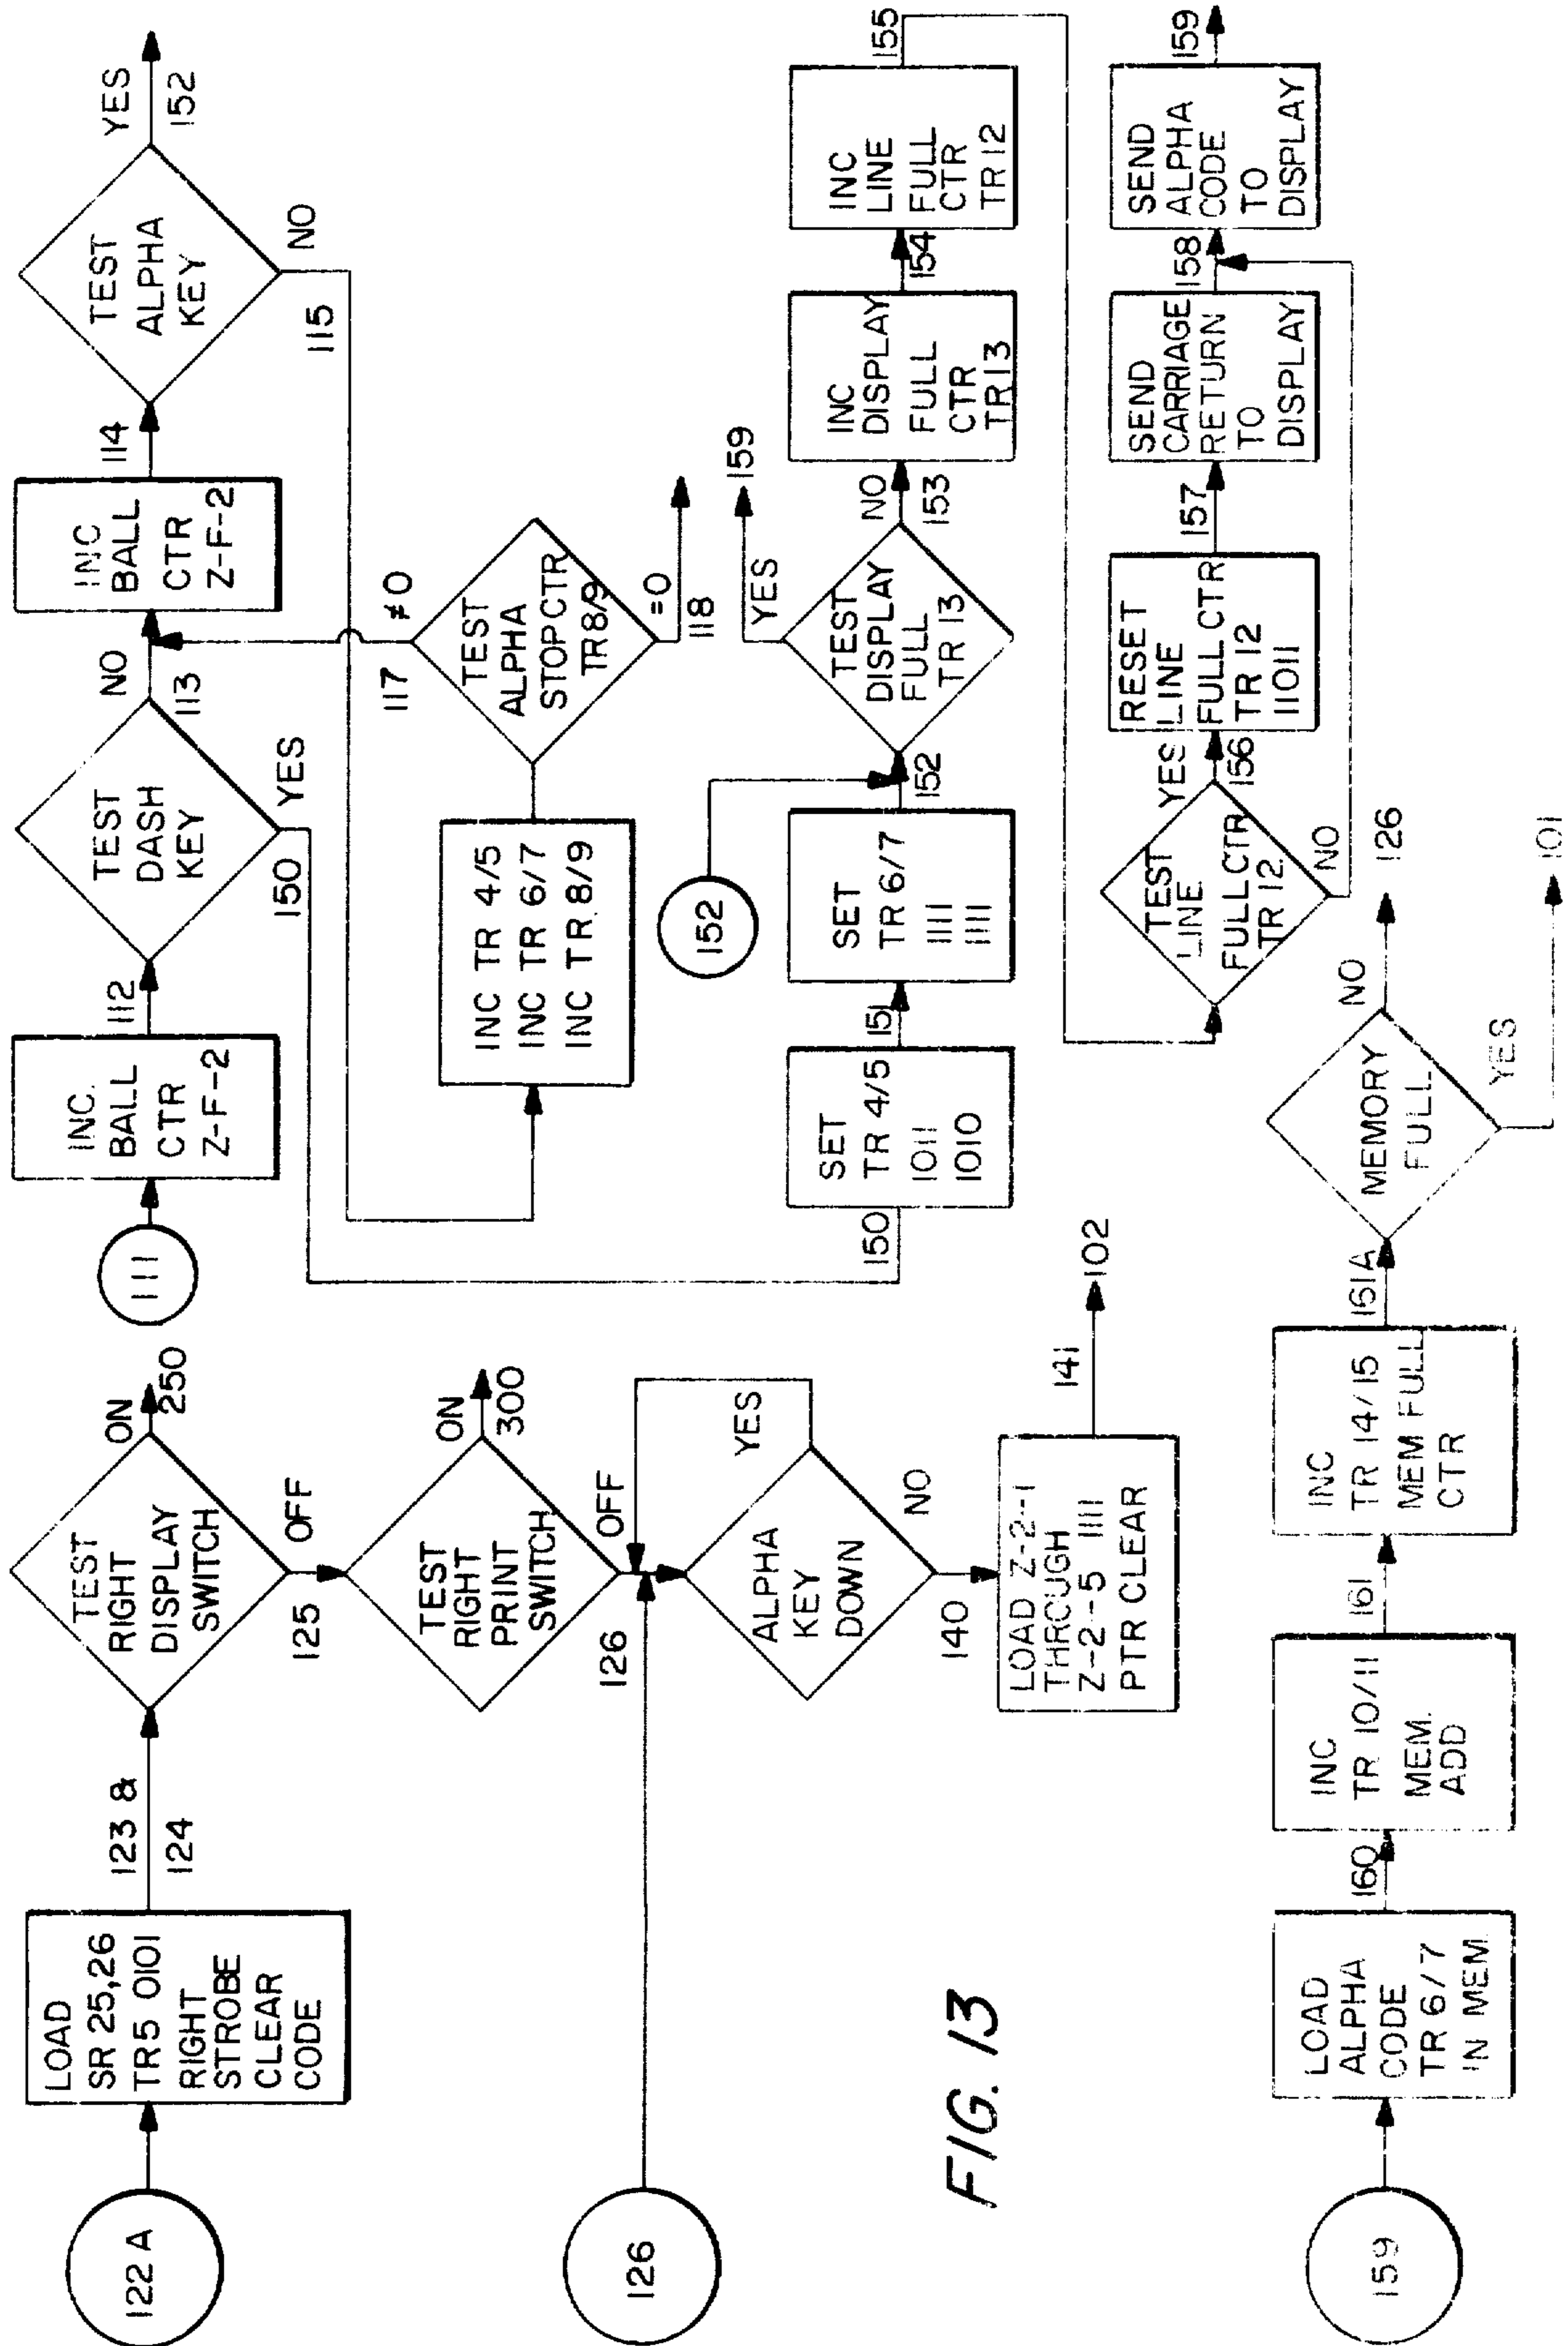 122 A
LOAD
SR 25,26
TR5 0101
RIGHT
STROBE
CLEAR
CODE
123 &
124
TEST
RIGHT
DISPLAY
SWITCH
ON
250
OFF
125
TEST
RIGHT
PRINT
SWITCH
ON
300
OFF
126
126
ALPHA
KEY
DOWN
YES
NO
140
LOAD Z-2-1
THROUGH
Z-2-5 1111
PTR CLEAR
141
102
111
INC.
BALL
CTR
Z-F-2
112
TEST
DASH
KEY
NO
113
YES
150
INC
BALL
CTR
Z-F-2
114
TEST
ALPHA
KEY
YES
152
NO
115
INC TR 4/5
INC TR 6/7
INC TR 8/9
TEST
ALPHA
STOP CTR
TR8/9
≠0
117
=0
118
152
150
SET
TR 4/5
1011
1010
151
SET
TR 6/7
1111
1111
152
TEST
DISPLAY
FULL
TR 13
YES
159
NO
153
INC
DISPLAY
FULL
CTR
TR13
154
INC
LINE
FULL
CTR
TR12
155
TEST
LINE
FULL CTR
TR 12
YES
156
NO
RESET
LINE
FULL CTR
TR 12
11011
157
SEND
CARRIAGE
RETURN
TO
DISPLAY
158
SEND
ALPHA
CODE
TO
DISPLAY
159
159
LOAD
ALPHA
CODE
TR 6/7
IN MEM
160
INC
TR 10/11
MEM.
ADD
161
INC
TR 14/15
MEM FULL
CTR
161A
MEMORY
FULL
NO
126
YES
101
FIG. 13